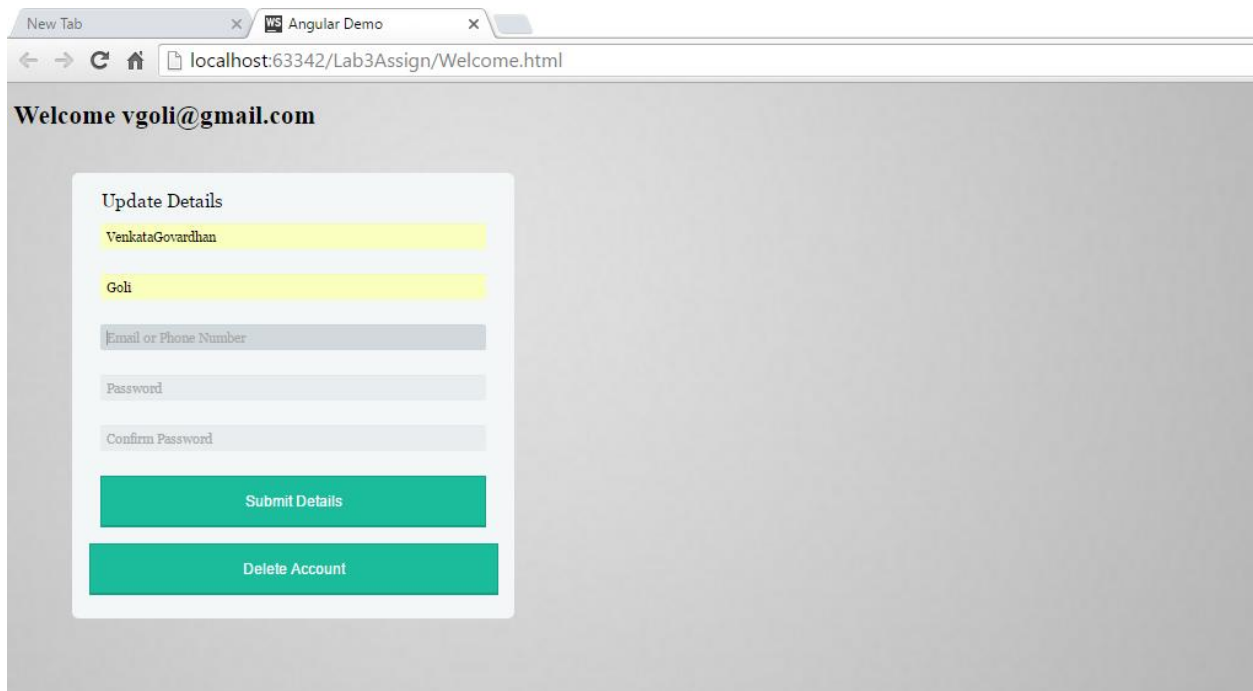 New Tab
WS Angular Demo
localhost:63342/Lab3Assign/Welcome.html
Welcome vgoli@gmail.com
Update Details
VenkataGovardhan
Goli
Email or Phone Number
Password
Confirm Password
Submit Details
Delete Account